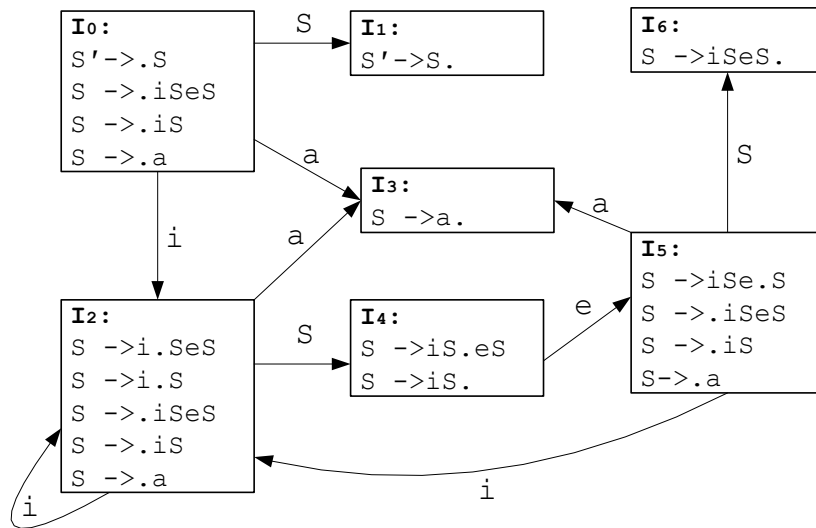 I0:
S'->.S
S ->.iSeS
S ->.iS
S ->.a
S
I1:
S'->S.
I6:
S ->iSeS.
a
I3:
S ->a.
S
i
a
a
I5:
S ->iSe.S
S ->.iSeS
S ->.iS
S->.a
I2:
S ->i.SeS
S ->i.S
S ->.iSeS
S ->.iS
S ->.a
S
I4:
S ->iS.eS
S ->iS.
e
i
i